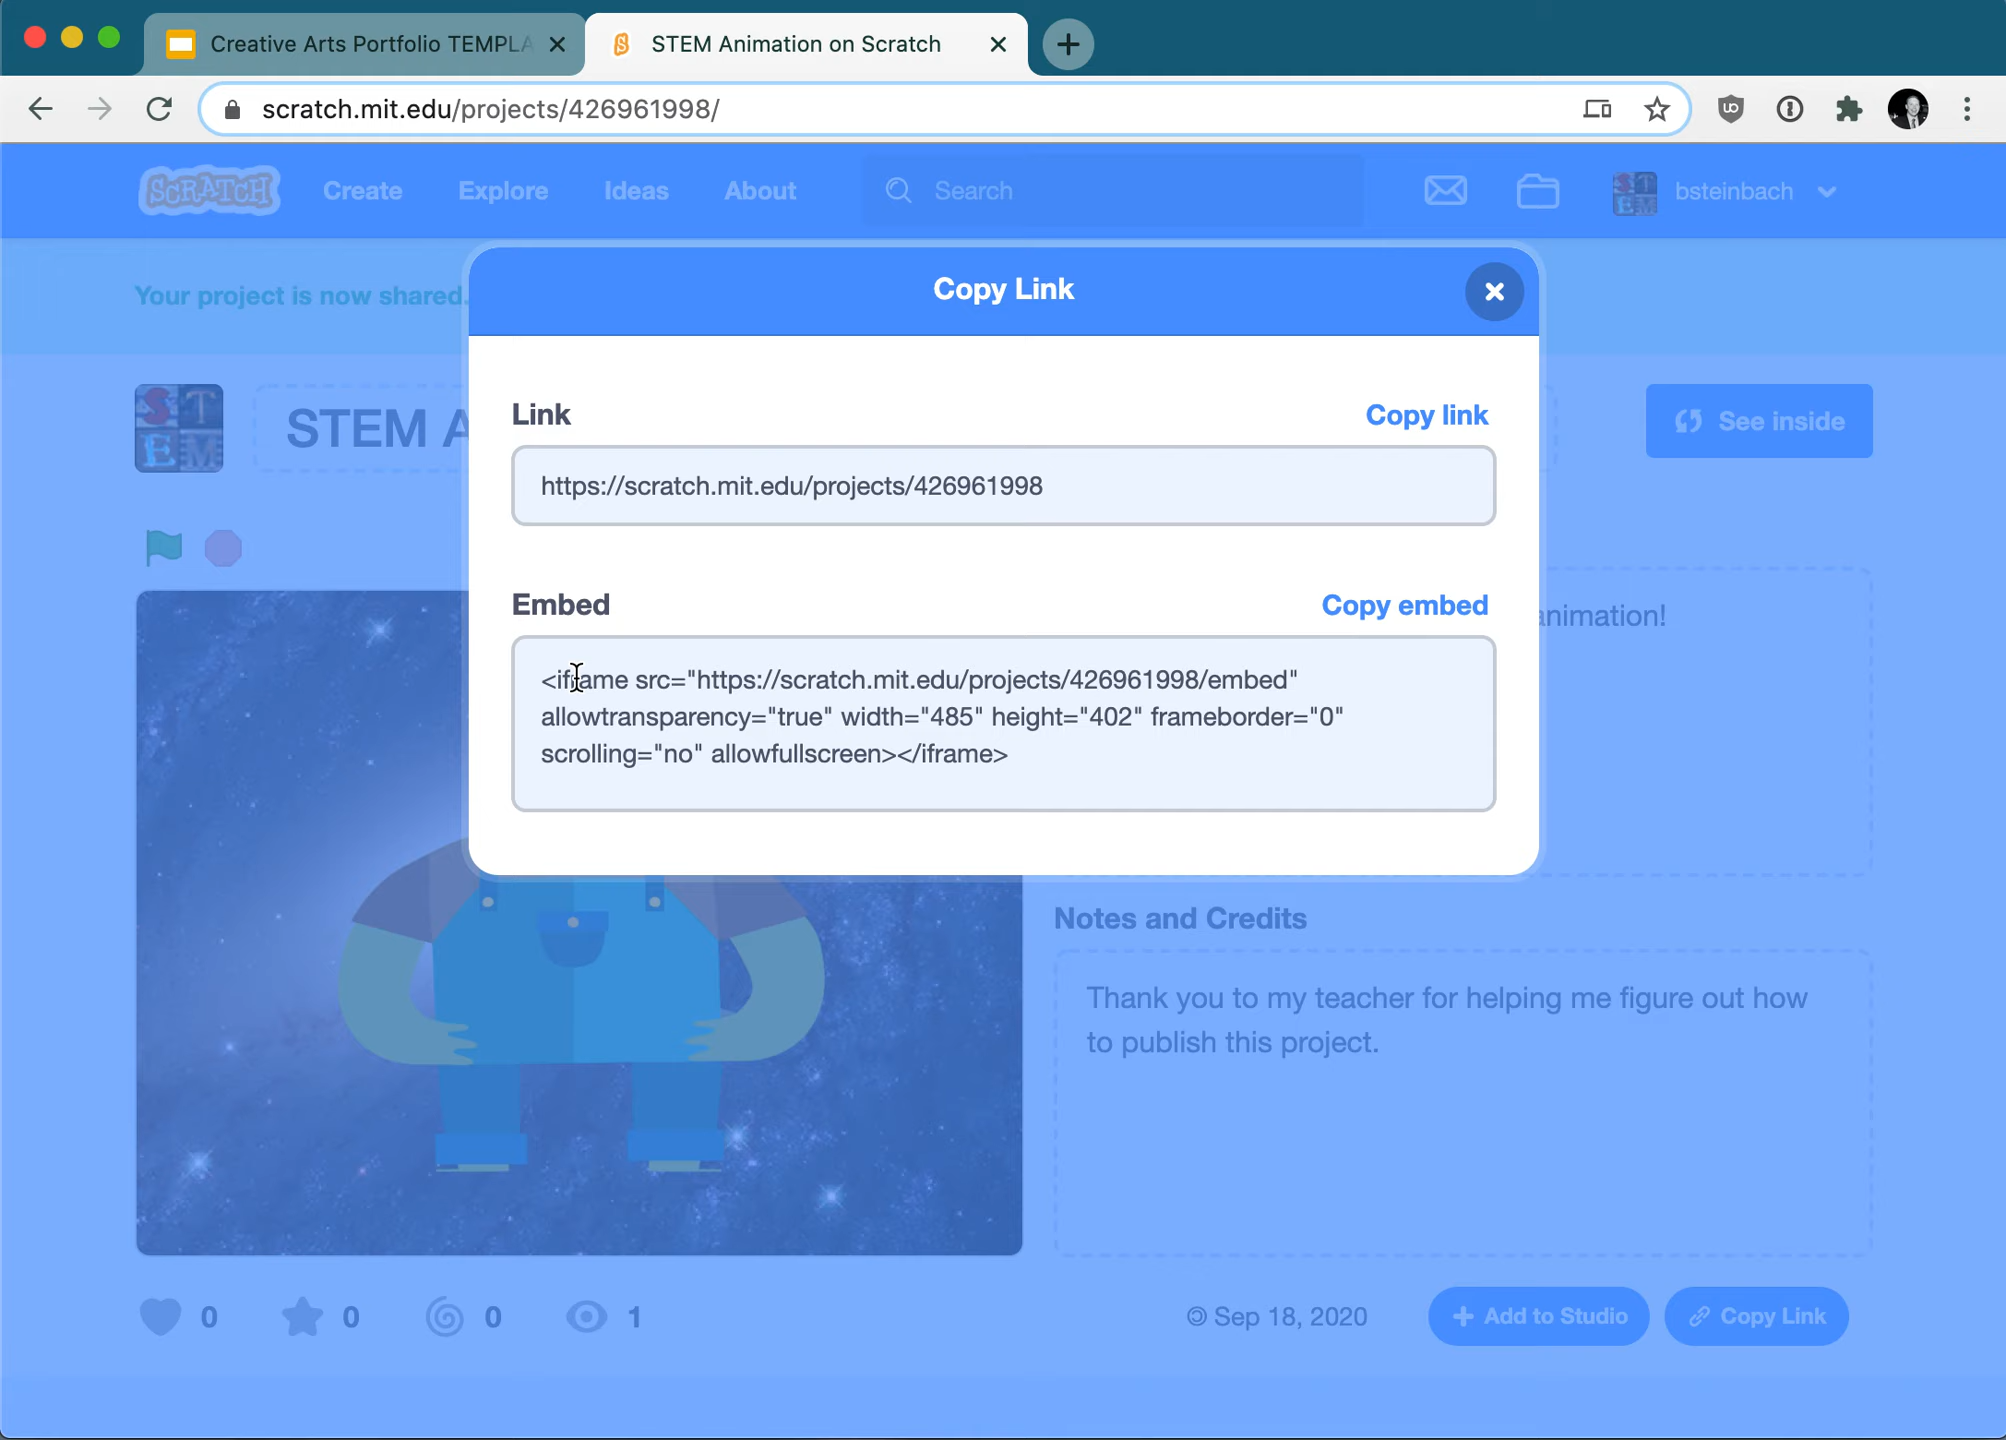 Creative Arts Portfolio TEMPLA
STEM Animation on Scratch
scratch.mit.edu/projects/426961998/
SCRATCH
Create
Explore
Ideas
About
Search
bsteinbach
Your project is now shared.
Copy Link
STEM A
See inside
Link
Copy link
https://scratch.mit.edu/projects/426961998
Embed
Copy embed
<iframe src="https://scratch.mit.edu/projects/426961998/embed"
allowtransparency="true" width="485" height="402" frameborder="0"
scrolling="no" allowfullscreen></iframe>
animation!
Notes and Credits
Thank you to my teacher for helping me figure out how
to publish this project.
0
0
0
1
© Sep 18, 2020
Add to Studio
Copy Link